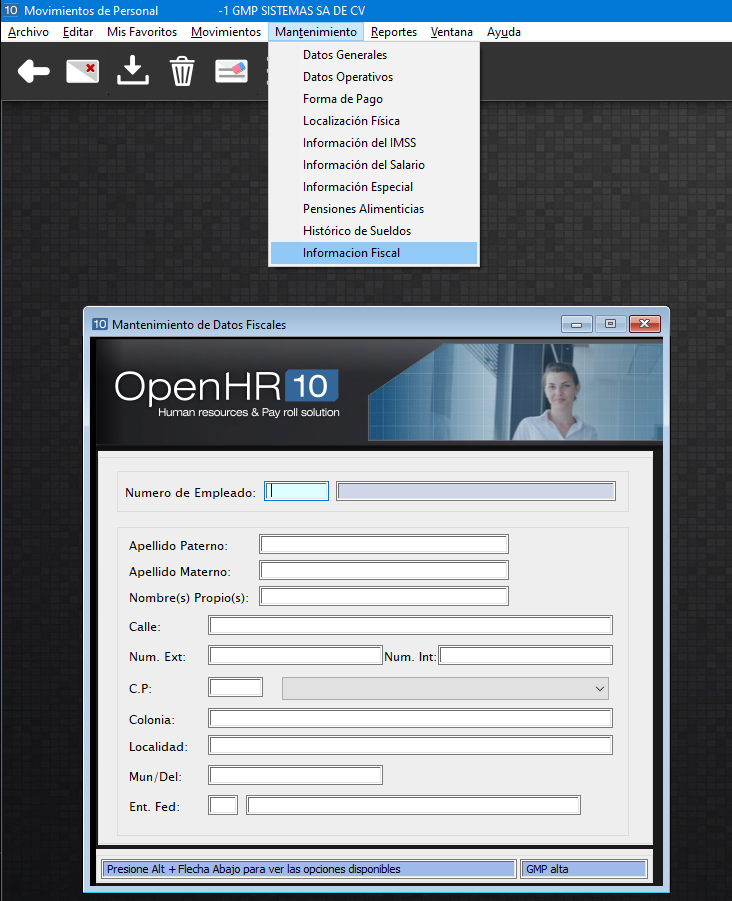 10 Movimientos de Personal -1 GMP SISTEMAS SA DE CV
Archivo Editar Mis Favoritos Movimientos Mantenimiento Reportes Ventana Ayuda
Datos Generales
Datos Operativos
Forma de Pago
Localización Física
Información del IMSS
Información del Salario
Información Especial
Pensiones Alimenticias
Histórico de Sueldos
Informacion Fiscal
10 Mantenimiento de Datos Fiscales
OpenHR 10
Human resources & Pay roll solution
Numero de Empleado:
Apellido Paterno:
Apellido Materno:
Nombre(s) Propio(s):
Calle:
Num. Ext: Num. Int:
C.P:
Colonia:
Localidad:
Mun/Del:
Ent. Fed:
Presione Alt +Flecha Abajo para ver las opciones disponibles GMP alta